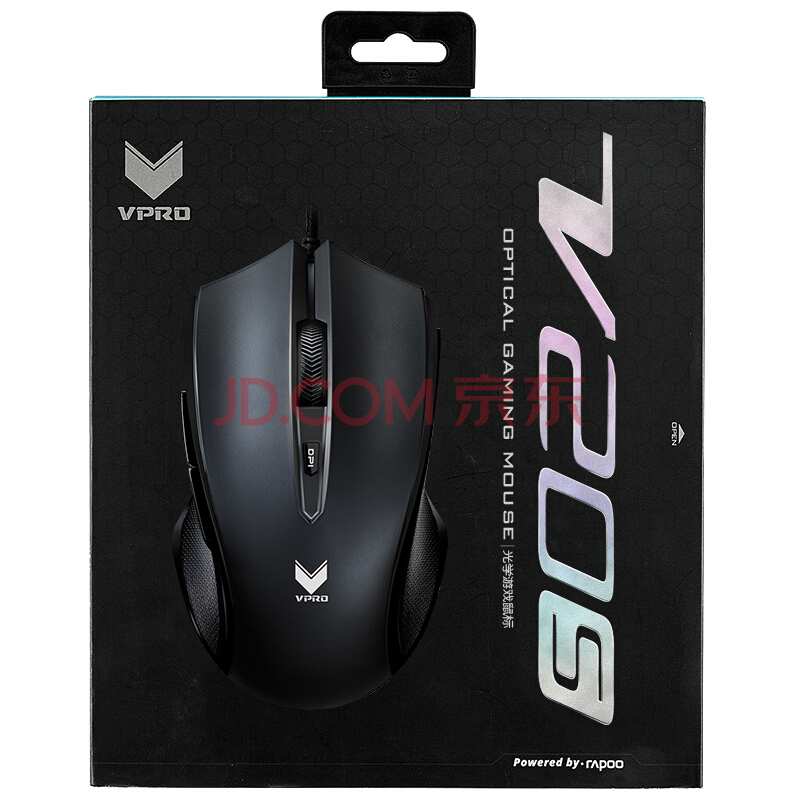 VPRO
V20S
OPTICAL GAMING MOUSE | 光学游戏鼠标
OPEN
DPI
VPRO
JD.COM 京东
Powered by · rapoo